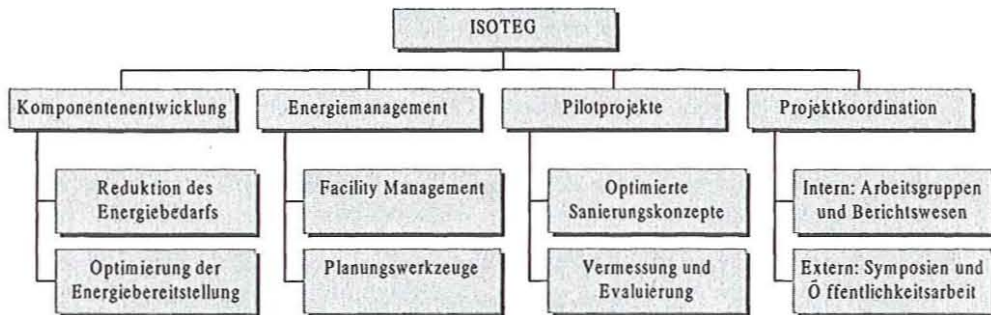 ISOTEG
Komponentenentwicklung
Energiemanagement
Pilotprojekte
Projektkoordination
Reduktion des
Energiebedarfs
Facility Management
Optimierte
Sanierungskonzepte
Intern: Arbeitsgruppen
und Berichtswesen
Optimierung der
Energiebereitstellung
Planungswerkzeuge
Vermessung und
Evaluierung
Extern: Symposien und
Ö ffentlichkeitsarbeit